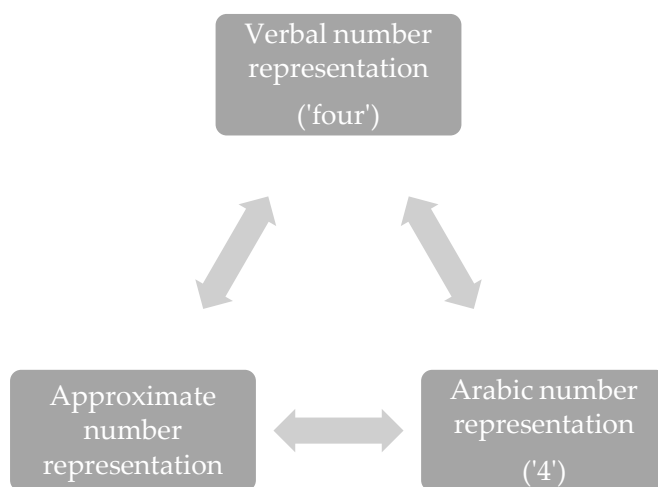 Verbal number
representation
('four')
Approximate
number
representation
Arabic number
representation
('4')